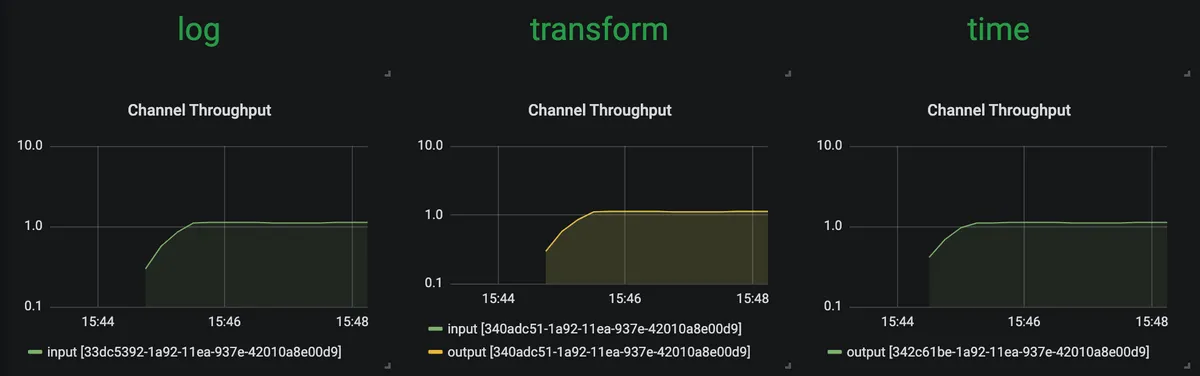 log
transform
time
Channel Throughput
Channel Throughput
Channel Throughput
10.0
1.0
0.1
15:44 15:46 15:48
input [33dc5392-1a92-11ea-937e-42010a8e00d9]
10.0
1.0
0.1
15:44 15:46 15:48
input [340adc51-1a92-11ea-937e-42010a8e00d9]
output [340adc51-1a92-11ea-937e-42010a8e00d9]
10.0
1.0
0.1
15:44 15:46 15:48
output [342c61be-1a92-11ea-937e-42010a8e00d9]